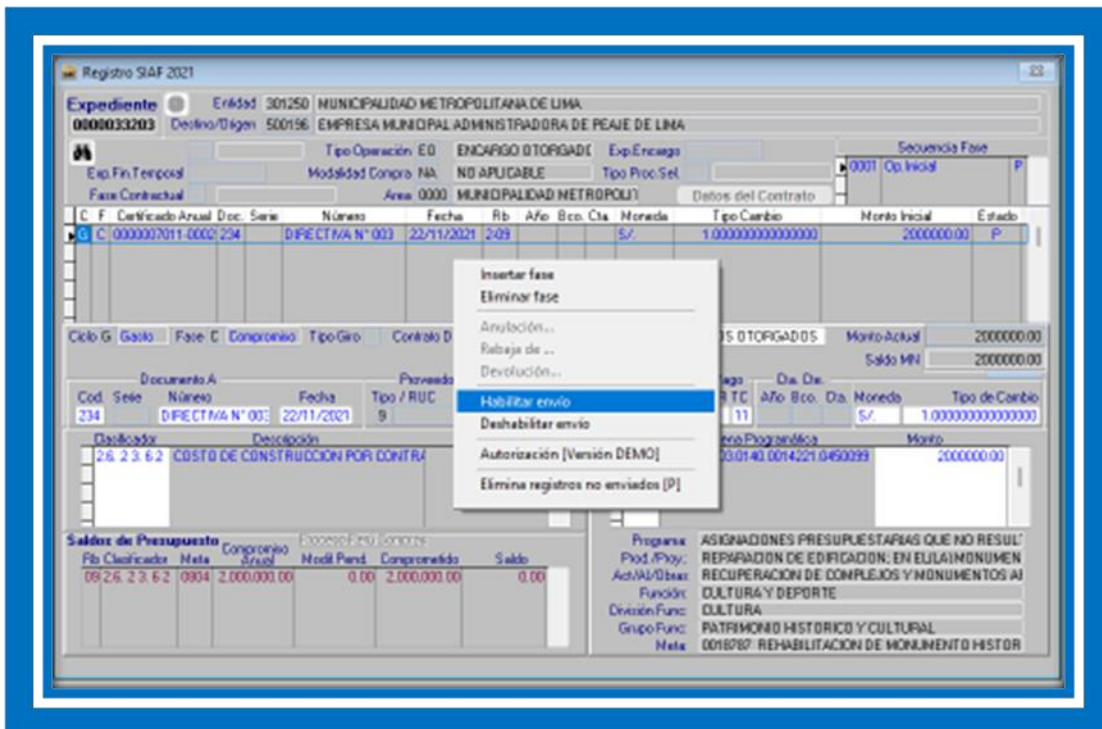 Registro SIAF 2021
Expediente Entidad 301250 MUNICIPALIDAD METROPOLITANA DE LIMA
0000033203 Destino/Origen 500196 EMPRESA MUNICIPAL ADMINISTRADORA DE PEAJE DE LIMA
Tipo Operación EO ENCARGO OTORGADO Exp.Encargo Secuencia Fase
Exp.Fin.Temporal Modalidad Compra NA NO APLICABLE Tipo Proc.Sel. 0001 Op.Inicial P
Fase Contractual Area 0000 MUNICIPALIDAD METROPOLIT Datos del Contrato
C F Certificado Anual Doc. Serie Número Fecha Rb Año Bco. Cta Moneda Tipo Cambio Monto Inicial Estado
G C 0000007011-0002 234 DIRECTIVA N° 003 22/11/2021 2-09 S/. 1.000000000000000 2000000.00 P
Insertar fase
Eliminar fase
Anulación...
Rebaja de ...
Devolución...
Habilitar envío
Deshabilitar envío
Autorización [Versión DEMO]
Elimina registros no enviados [P]
Ciclo G Gasto Fase C Compromiso Tipo Giro Contrato D OS OTORGADOS Monto Actual 2000000.00
Saldo MN 2000000.00
Documento A Proveedo ago
Cod. Serie Número Fecha Tipo / RUC TC Año Bco. Cta. Moneda Tipo de Cambio
234 DIRECTIVA N° 003 22/11/2021 9 11 S/. 1.000000000000000
Clasificador Descripción ena Programática Monto
2.6. 2 3. 6 2 COSTO DE CONSTRUCCION POR CONTRA 03.0140.0014221.0450099 2000000.00
Saldos de Presupuesto
Rb Clasificador Meta Compromiso Anual Modif.Pend. Comprometido Saldo
09 2.6. 2 3. 6 2 0804 2,000,000.00 0.00 2,000,000.00 0.00
Programa: ASIGNACIONES PRESUPUESTARIAS QUE NO RESUL
Prod./Proy.: REPARACION DE EDIFICACION; EN EL(LA)MONUMEN
Act/AI/Obras: RECUPERACION DE COMPLEJOS Y MONUMENTOS AR
Función: CULTURA Y DEPORTE
División Func: CULTURA
Grupo Func: PATRIMONIO HISTORICO Y CULTURAL
Meta: 0018787 REHABILITACION DE MONUMENTO HISTOR